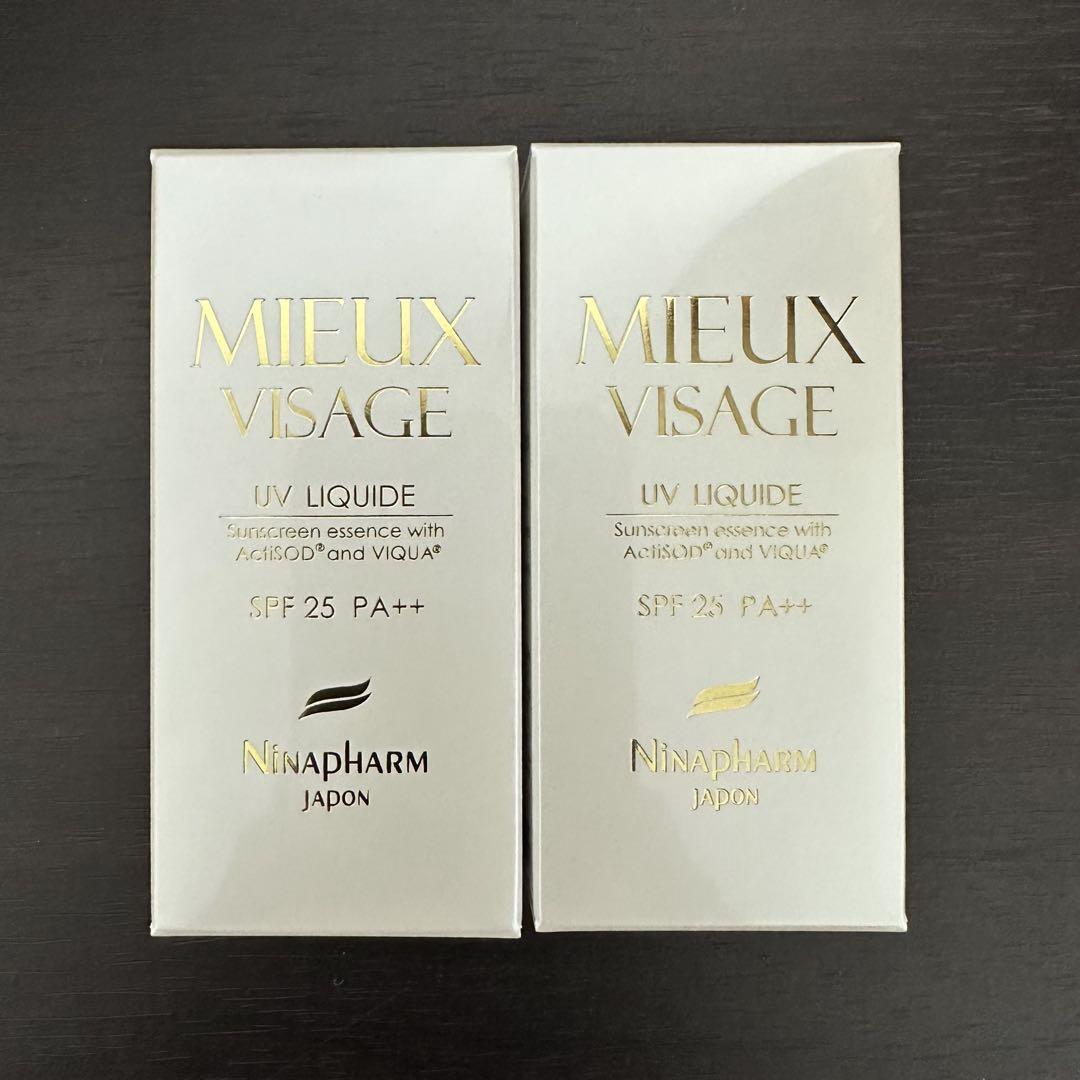 MIEUX
VISAGE
UV LIQUIDE
Sunscreen essence with
ActiSOD® and VIQUA®
SPF 25 PA++
NiNAPHARM
JAPON
MIEUX
VISAGE
UV LIQUIDE
Sunscreen essence with
ActiSOD® and VIQUA®
SPF 25 PA++
NiNAPHARM
JAPON